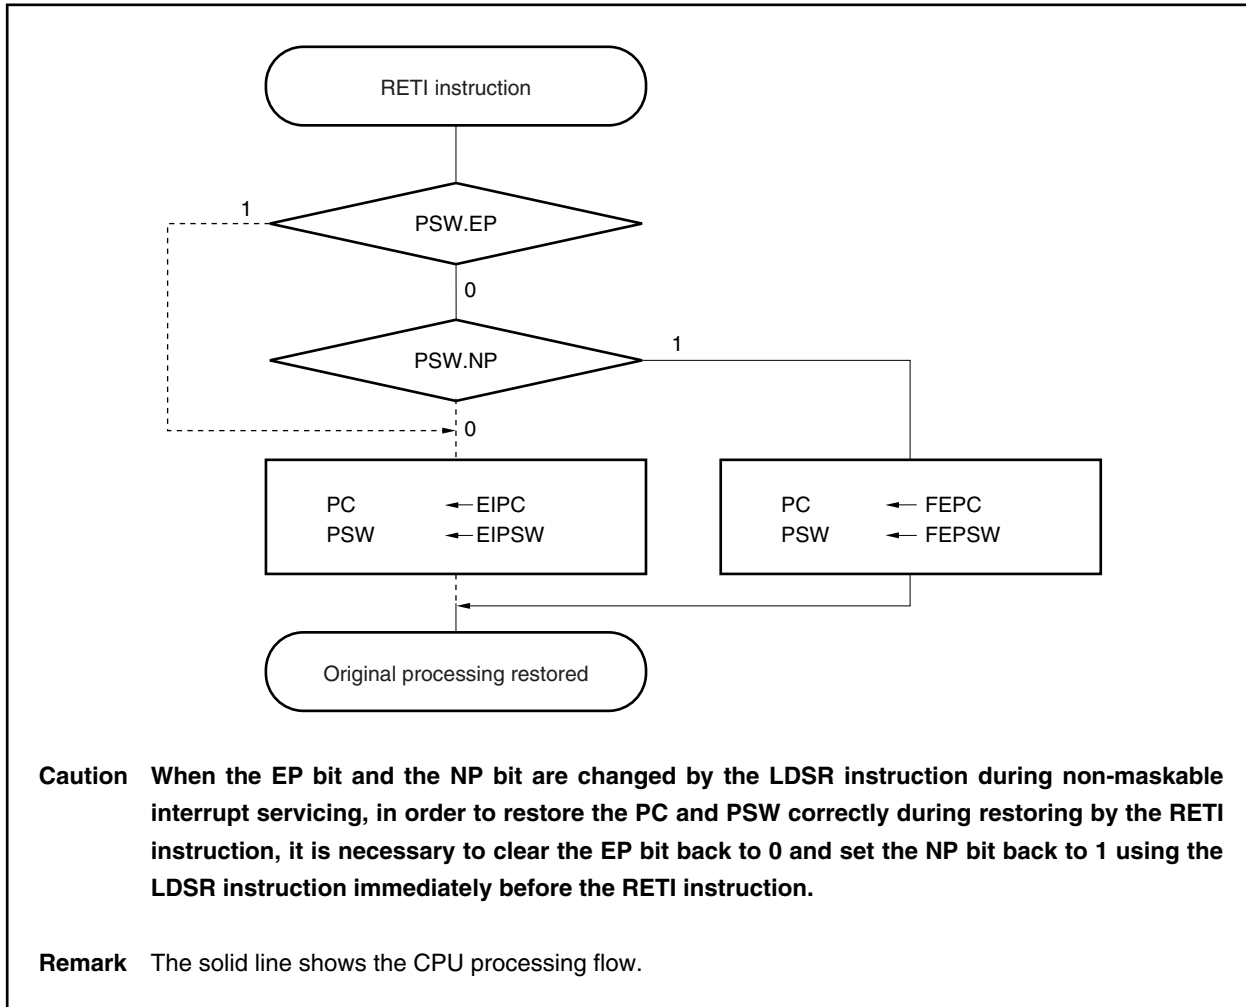 RETI instruction
1
PSW.EP
0
PSW.NP
1
0
PC ← EIPC
PSW ← EIPSW
PC ← FEPC
PSW ← FEPSW
Original processing restored
Caution When the EP bit and the NP bit are changed by the LDSR instruction during non-maskable
interrupt servicing, in order to restore the PC and PSW correctly during restoring by the RETI
instruction, it is necessary to clear the EP bit back to 0 and set the NP bit back to 1 using the
LDSR instruction immediately before the RETI instruction.
Remark The solid line shows the CPU processing flow.